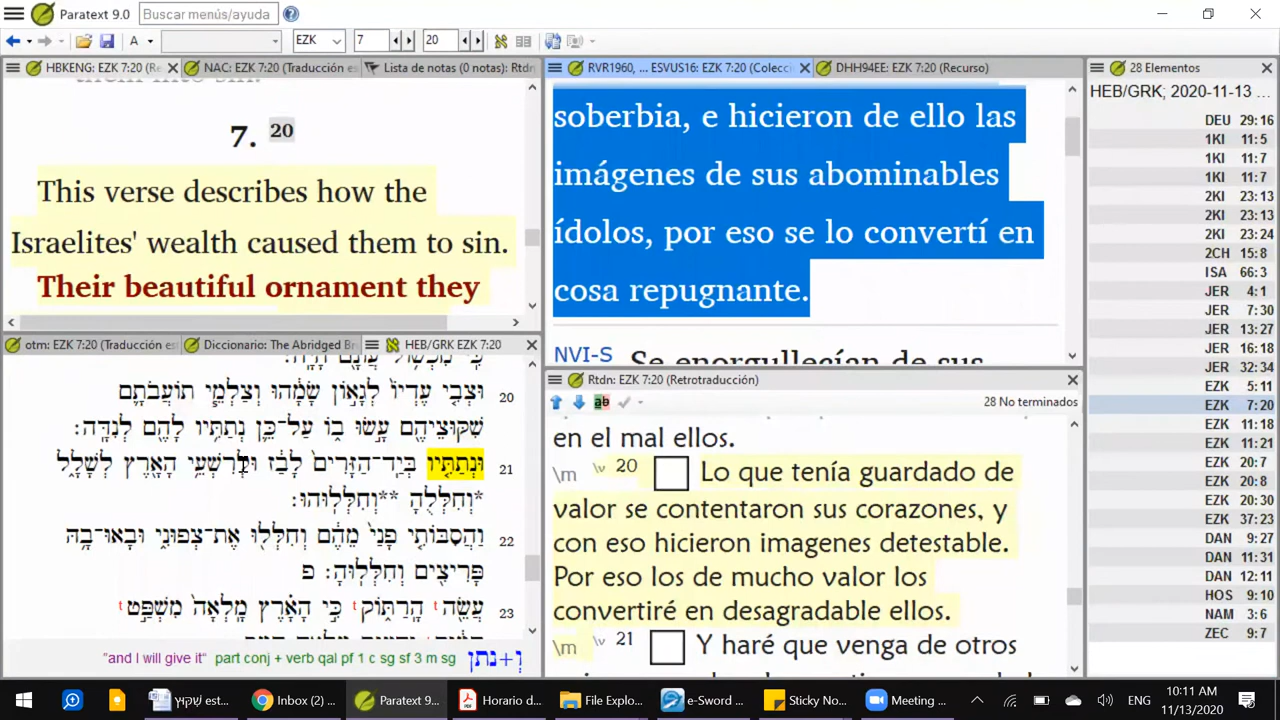 Paratext 9.0 Buscar menús/ayuda
A EZK 7 20
HBKENG: EZK 7:20 (Re
NAC: EZK 7:20 (Traducción es
Lista de notas (0 notas): Rtdn
7. 20
This verse describes how the
Israelites' wealth caused them to sin.
Their beautiful ornament they
otm: EZK 7:20 (Traducción es
Diccionario: The Abridged B
HEB/GRK EZK 7:20
20 וּצְבִ֤י עֶדְיוֹ֙ לְגָא֣וֹן שָׂמָ֔הוּ וְצַלְמֵ֧י תוֹעֲבֹתָ֛ם
שִׁקּוּצֵיהֶ֖ם עָ֣שׂוּ ב֑וֹ עַל־כֵּ֛ן נְתַתִּ֥יו לָהֶ֖ם לְנִדָּֽה׃
21 וּנְתַתִּ֤יו בְּיַֽד־הַזָּרִים֙ לָבַ֔ז וּלְרִשְׁעֵ֥י הָאָ֖רֶץ לְשָׁלָ֑ל
*וְחִלְּלֻהָ **וְחִלְּלֽוּהוּ׃
22 וַהֲסִבּוֹתִ֤י פָנַי֙ מֵהֶ֔ם וְחִלְּל֖וּ אֶת־צְפוּנִ֑י וּבָאוּ־בָ֥הּ
פָּרִיצִ֖ים וְחִלְּלֽוּהָ׃ פ
23 עֲשֵׂ֖ה t הָֽרַתּ֑וֹק t כִּ֣י הָאָ֗רֶץ מָלְאָה֙ מִשְׁפַּ֣ט t
"and I will give it" part conj + verb qal pf 1 c sg sf 3 m sg וְ+נתן
RVR1960, ... ESVUS16: EZK 7:20 (Colecci
DHH94EE: EZK 7:20 (Recurso)
soberbia, e hicieron de ello las
imágenes de sus abominables
ídolos, por eso se lo convertí en
cosa repugnante.
NVI-S Se enorgullecían de sus
Rtdn: EZK 7:20 (Retrotraducción)
ab 28 No terminados
en el mal ellos.
\m \v 20 Lo que tenía guardado de
valor se contentaron sus corazones, y
con eso hicieron imagenes detestable.
Por eso los de mucho valor los
convertiré en desagradable ellos.
\m \v 21 Y haré que venga de otros
28 Elementos
HEB/GRK; 2020-11-13 ...
DEU 29:16
1KI 11:5
1KI 11:7
1KI 11:7
2KI 23:13
2KI 23:13
2KI 23:24
2CH 15:8
ISA 66:3
JER 4:1
JER 7:30
JER 13:27
JER 16:18
JER 32:34
EZK 5:11
EZK 7:20
EZK 11:18
EZK 11:21
EZK 20:7
EZK 20:8
EZK 20:30
EZK 37:23
DAN 9:27
DAN 11:31
DAN 12:11
HOS 9:10
NAM 3:6
ZEC 9:7
שִׁקּוּץ est...
Inbox (2) ...
Paratext 9...
Horario d...
File Explo...
e-Sword ...
Sticky No...
Meeting ...
ENG
10:11 AM
11/13/2020